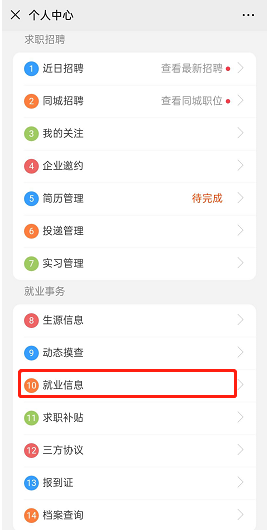 × 个人中心 ···
求职招聘
1 近日招聘 查看最新招聘
2 同城招聘 查看同城职位
3 我的关注
4 企业邀约
5 简历管理 待完成
6 投递管理
7 实习管理
就业事务
8 生源信息
9 动态摸查
10 就业信息
11 求职补贴
12 三方协议
13 报到证
14 档案查询